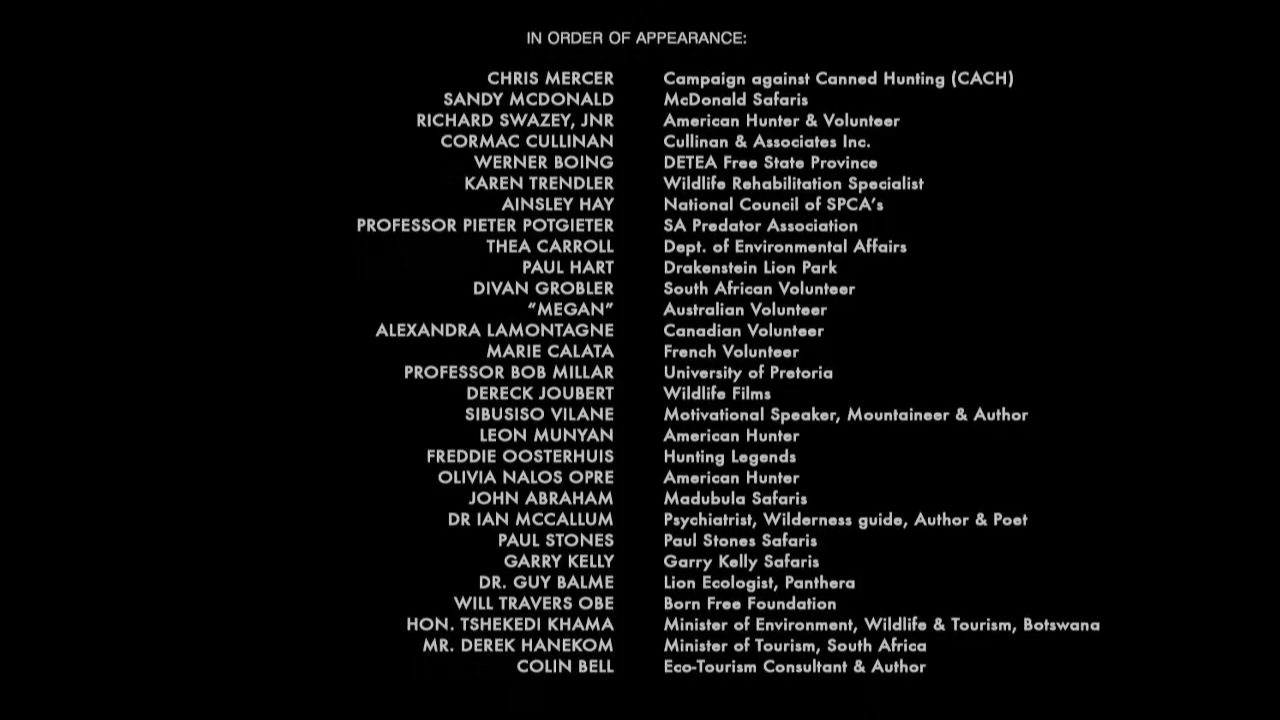 IN ORDER OF APPEARANCE:
CHRIS MERCER Campaign against Canned Hunting (CACH)
SANDY MCDONALD McDonald Safaris
RICHARD SWAZEY, JNR American Hunter & Volunteer
CORMAC CULLINAN Cullinan & Associates Inc.
WERNER BOING DETEA Free State Province
KAREN TRENDLER Wildlife Rehabilitation Specialist
AINSLEY HAY National Council of SPCA's
PROFESSOR PIETER POTGIETER SA Predator Association
THEA CARROLL Dept. of Environmental Affairs
PAUL HART Drakenstein Lion Park
DIVAN GROBLER South African Volunteer
“MEGAN” Australian Volunteer
ALEXANDRA LAMONTAGNE Canadian Volunteer
MARIE CALATA French Volunteer
PROFESSOR BOB MILLAR University of Pretoria
DERECK JOUBERT Wildlife Films
SIBUSISO VILANE Motivational Speaker, Mountaineer & Author
LEON MUNYAN American Hunter
FREDDIE OOSTERHUIS Hunting Legends
OLIVIA NALOS OPRE American Hunter
JOHN ABRAHAM Madubula Safaris
DR IAN MCCALLUM Psychiatrist, Wilderness guide, Author & Poet
PAUL STONES Paul Stones Safaris
GARRY KELLY Garry Kelly Safaris
DR. GUY BALME Lion Ecologist, Panthera
WILL TRAVERS OBE Born Free Foundation
HON. TSHEKEDI KHAMA Minister of Environment, Wildlife & Tourism, Botswana
MR. DEREK HANEKOM Minister of Tourism, South Africa
COLIN BELL Eco-Tourism Consultant & Author